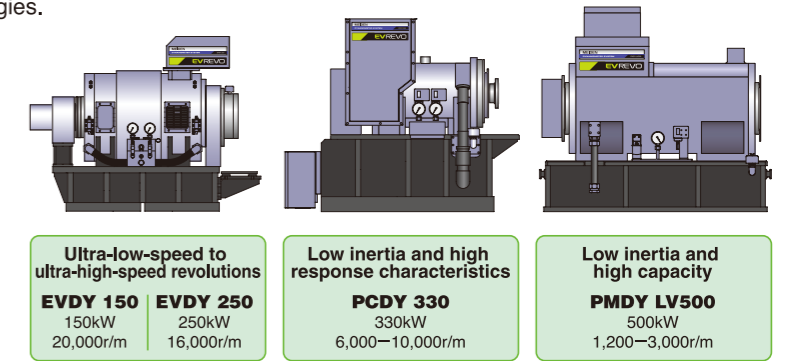 gies.
MEIDEN
EVREVO
EVREVO
MEIDEN
EVREVO
Ultra-low-speed to
ultra-high-speed revolutions
EVDY 150 EVDY 250
150kW 250kW
20,000r/m 16,000r/m
Low inertia and high
response characteristics
PCDY 330
330kW
6,000－10,000r/m
Low inertia and
high capacity
PMDY LV500
500kW
1,200－3,000r/m